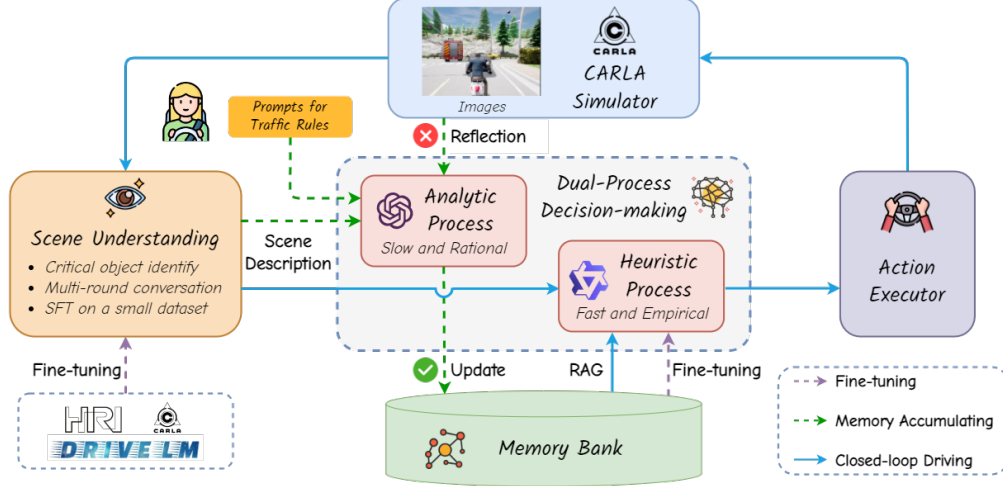 CARLA
CARLA
Simulator
Images
Prompts for
Traffic Rules
Reflection
Analytic
Process
Slow and Rational
Dual-Process
Decision-making
Scene Understanding
• Critical object identify
• Multi-round conversation
• SFT on a small dataset
Scene
Description
Heuristic
Process
Fast and Empirical
Action
Executor
Fine-tuning
Update
RAG
Fine-tuning
HRI
CARLA
DRIVE LM
Memory Bank
Fine-tuning
Memory Accumulating
Closed-loop Driving